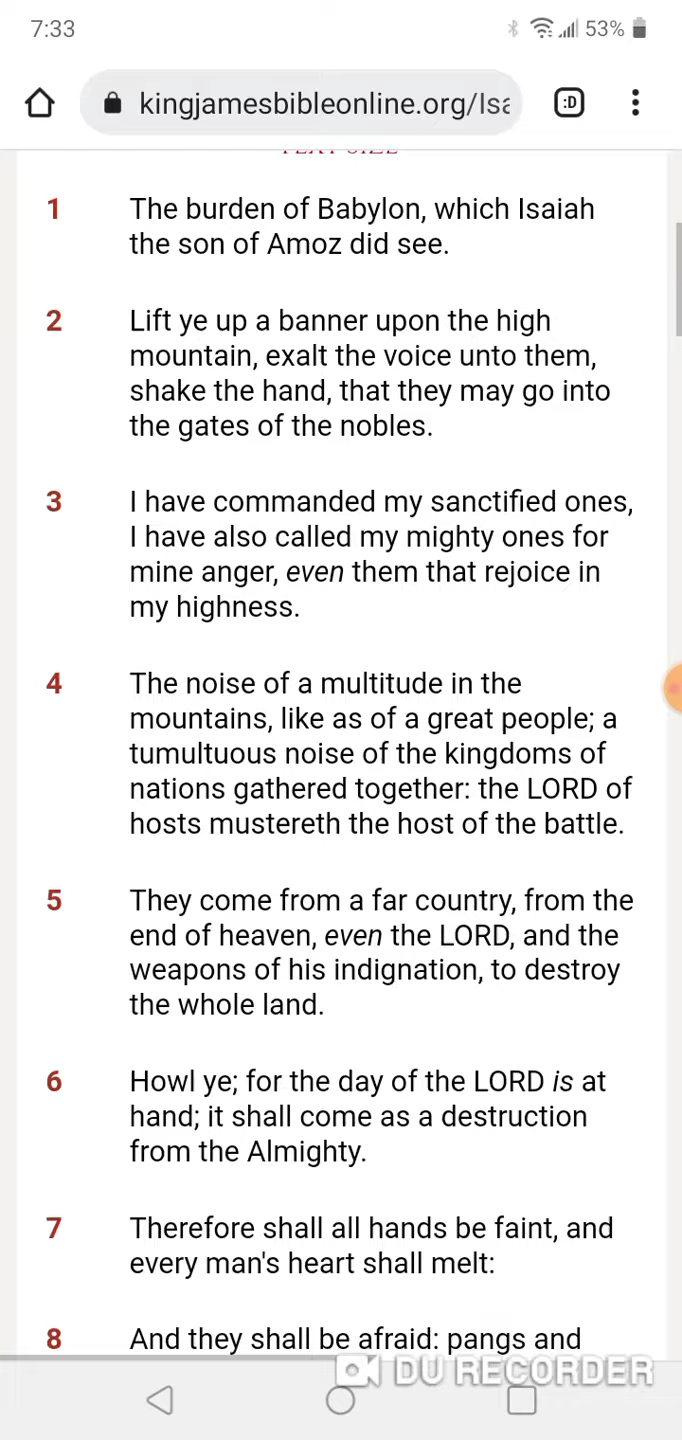 7:33
53%
kingjamesbibleonline.org/Isa
:D
TEXT SIZE
1 The burden of Babylon, which Isaiah
the son of Amoz did see.
2 Lift ye up a banner upon the high
mountain, exalt the voice unto them,
shake the hand, that they may go into
the gates of the nobles.
3 I have commanded my sanctified ones,
I have also called my mighty ones for
mine anger, even them that rejoice in
my highness.
4 The noise of a multitude in the
mountains, like as of a great people; a
tumultuous noise of the kingdoms of
nations gathered together: the LORD of
hosts mustereth the host of the battle.
5 They come from a far country, from the
end of heaven, even the LORD, and the
weapons of his indignation, to destroy
the whole land.
6 Howl ye; for the day of the LORD is at
hand; it shall come as a destruction
from the Almighty.
7 Therefore shall all hands be faint, and
every man's heart shall melt:
8 And they shall be afraid: pangs and
DU RECORDER